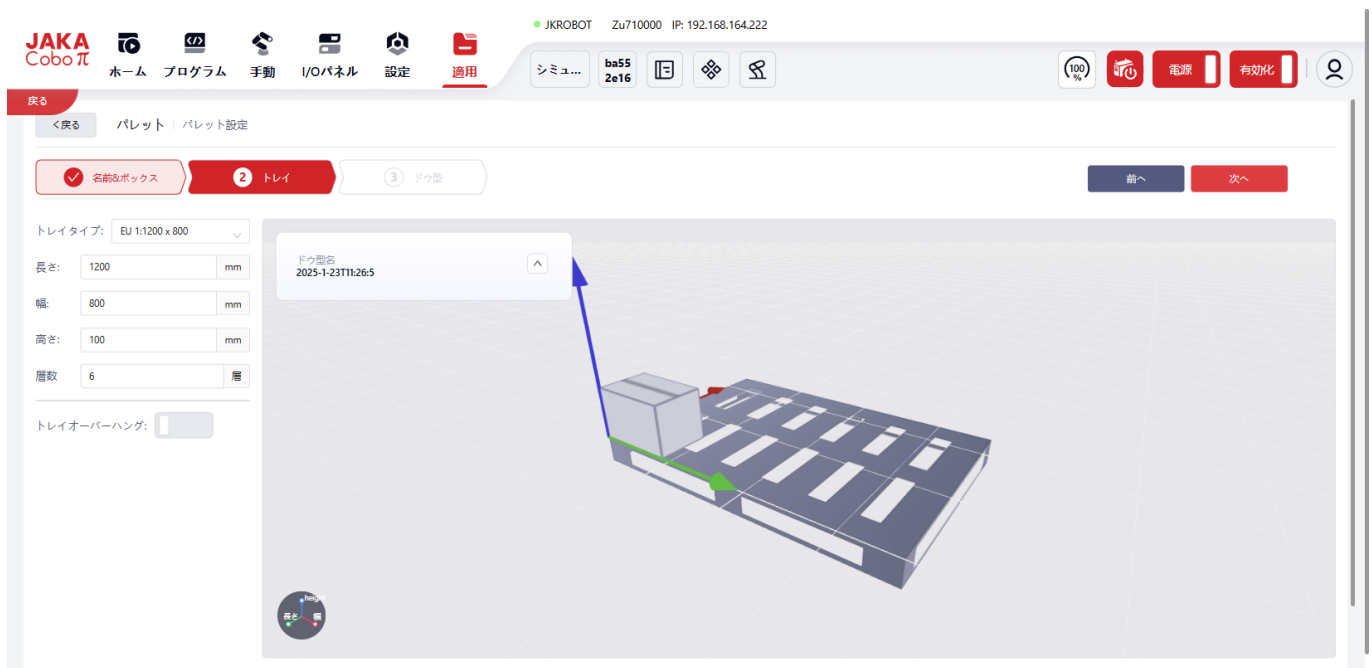 JKROBOT Zu710000 IP: 192.168.164.222
JAKA
Cobo π
ホーム
プログラム
手動
I/Oパネル
設定
適用
シミュ...
ba55
2e16
100
%
電源
有効化
戻る
<戻る
パレット
パレット設定
名前&ボックス
2 トレイ
3 ドウ型
前へ
次へ
トレイタイプ: EU 1:1200 x 800
長さ: 1200 mm
幅: 800 mm
高さ: 100 mm
層数 6 層
トレイオーバーハング:
ドウ型名
2025-1-23T11:26:5
height
長さ
幅